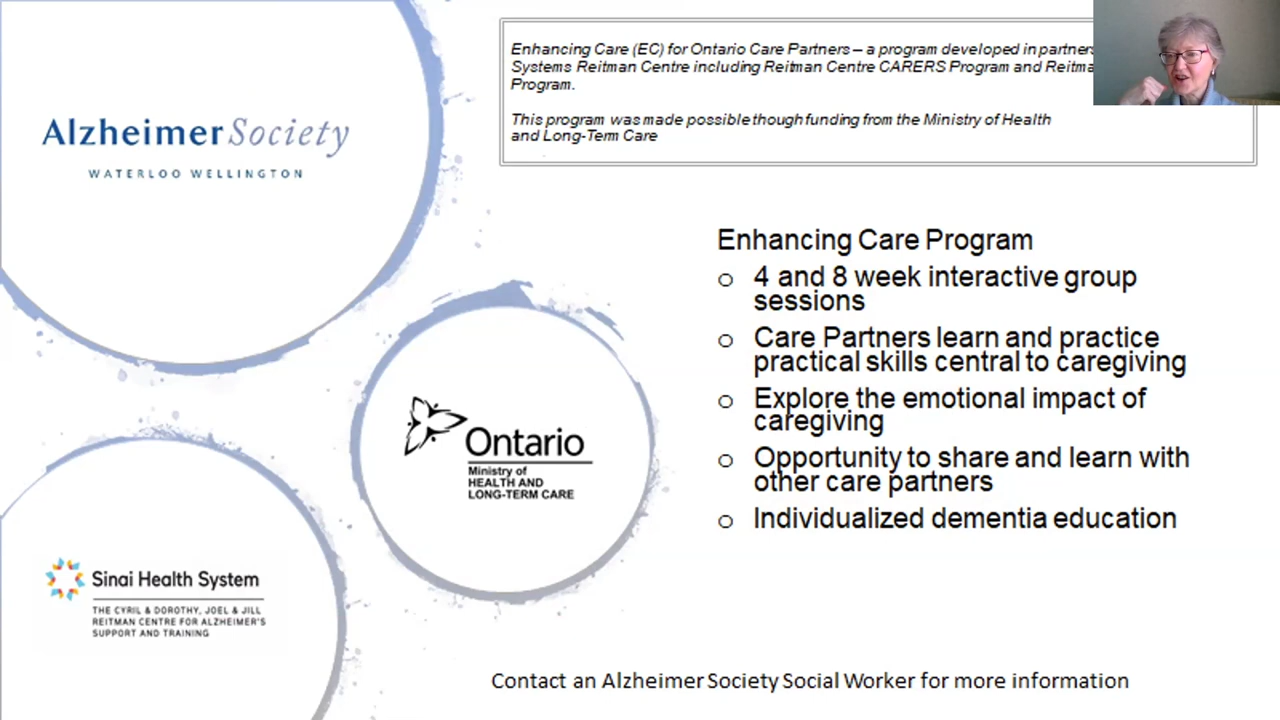 Enhancing Care (EC) for Ontario Care Partners – a program developed in
Systems Reitman Centre including Reitman Centre CARERS Program and
Program.
This program was made possible though funding from the Ministry of Health
and Long-Term Care
Alzheimer Society
WATERLOO WELLINGTON
Enhancing Care Program
o 4 and 8 week interactive group
sessions
o Care Partners learn and practice
practical skills central to caregiving
o Explore the emotional impact of
caregiving
o Opportunity to share and learn with
other care partners
o Individualized dementia education
Ontario
Ministry of
HEALTH AND
LONG-TERM CARE
Sinai Health System
THE CYRIL & DOROTHY, JOEL & JILL
REITMAN CENTRE FOR ALZHEIMER'S
SUPPORT AND TRAINING
Contact an Alzheimer Society Social Worker for more information